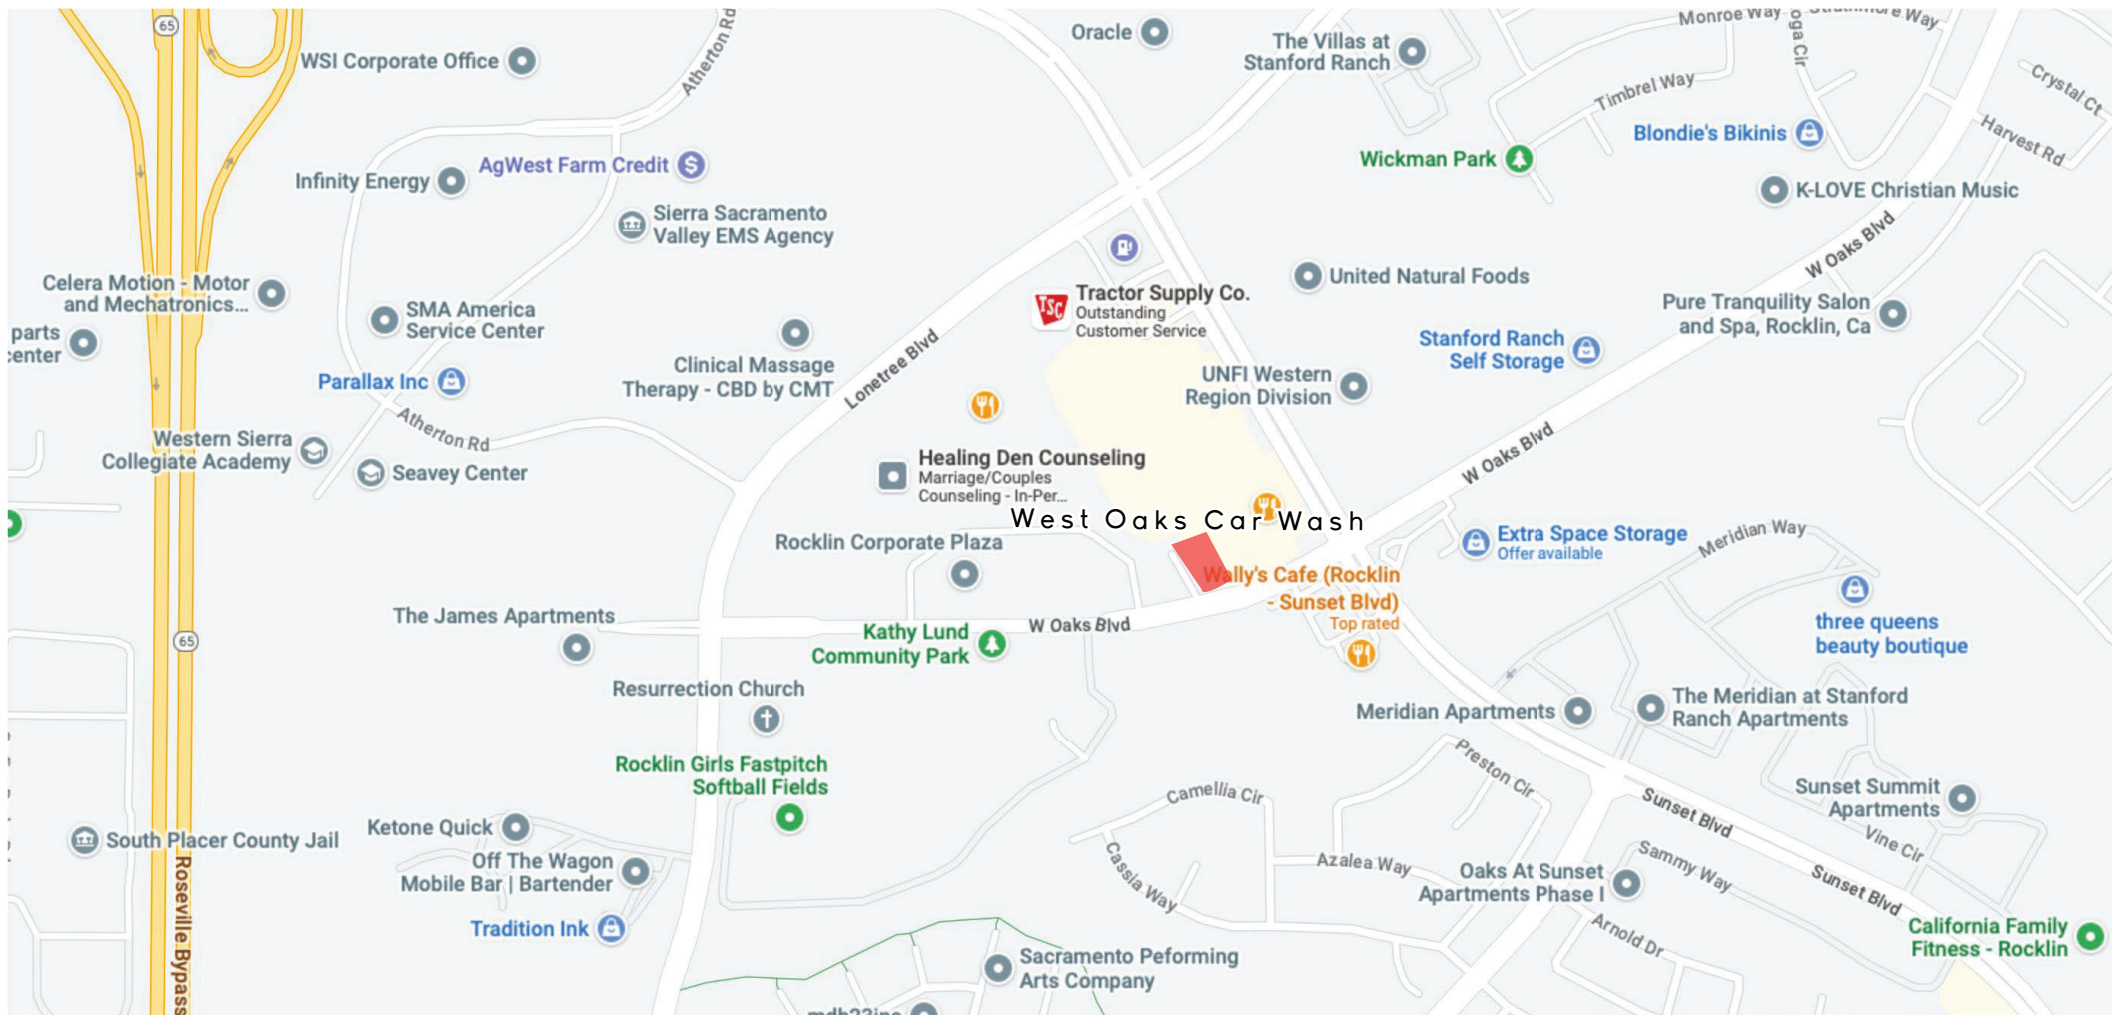 65
WSI Corporate Office
Atherton Rd
Oracle
The Villas at
Stanford Ranch
Monroe Way
Strathmore Way
oga Cir
Timbrel Way
Crystal Ct
Harvest Rd
Blondie's Bikinis
Wickman Park
K-LOVE Christian Music
Infinity Energy
AgWest Farm Credit
Sierra Sacramento
Valley EMS Agency
Celera Motion - Motor
and Mechatronics...
parts
center
SMA America
Service Center
Parallax Inc
Clinical Massage
Therapy - CBD by CMT
Lonetree Blvd
TSC
Tractor Supply Co.
Outstanding
Customer Service
United Natural Foods
W Oaks Blvd
Pure Tranquility Salon
and Spa, Rocklin, Ca
Stanford Ranch
Self Storage
UNFI Western
Region Division
Atherton Rd
Western Sierra
Collegiate Academy
Seavey Center
Healing Den Counseling
Marriage/Couples
Counseling - In-Per...
W Oaks Blvd
West Oaks Car Wash
Rocklin Corporate Plaza
Extra Space Storage
Offer available
Meridian Way
Wally's Cafe (Rocklin
- Sunset Blvd)
Top rated
three queens
beauty boutique
The James Apartments
65
Kathy Lund
Community Park
W Oaks Blvd
Resurrection Church
Meridian Apartments
The Meridian at Stanford
Ranch Apartments
Rocklin Girls Fastpitch
Softball Fields
Preston Cir
Camellia Cir
Sunset Blvd
Sunset Summit
Apartments
Vine Cir
South Placer County Jail
Ketone Quick
Off The Wagon
Mobile Bar | Bartender
Tradition Ink
Roseville Bypass
Cassia Way
Azalea Way
Oaks At Sunset
Apartments Phase I
Sammy Way
Sunset Blvd
Arnold Dr
California Family
Fitness - Rocklin
Sacramento Peforming
Arts Company
mdh23inc